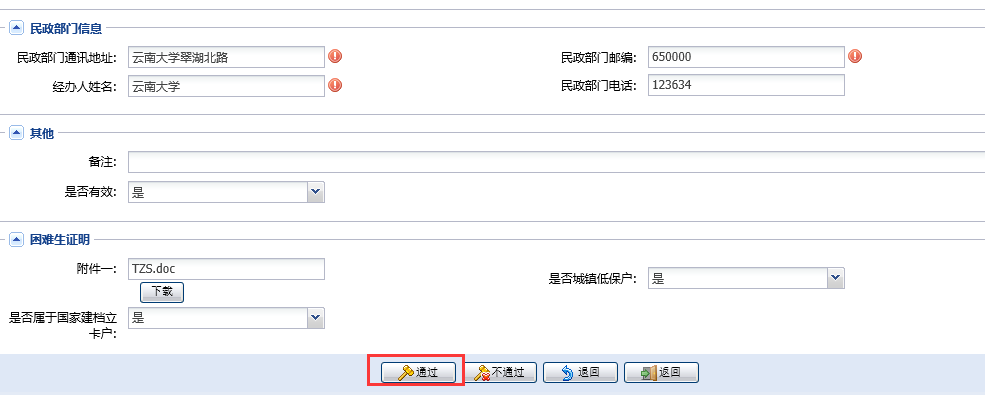 民政部门信息
民政部门通讯地址: 云南大学翠湖北路 民政部门邮编: 650000
经办人姓名: 云南大学 民政部门电话: 123634
其他
备注:
是否有效: 是
困难生证明
附件一: TZS.doc 是否城镇低保户: 是
下载
是否属于国家建档立 是
卡户:
通过 不通过 退回 返回